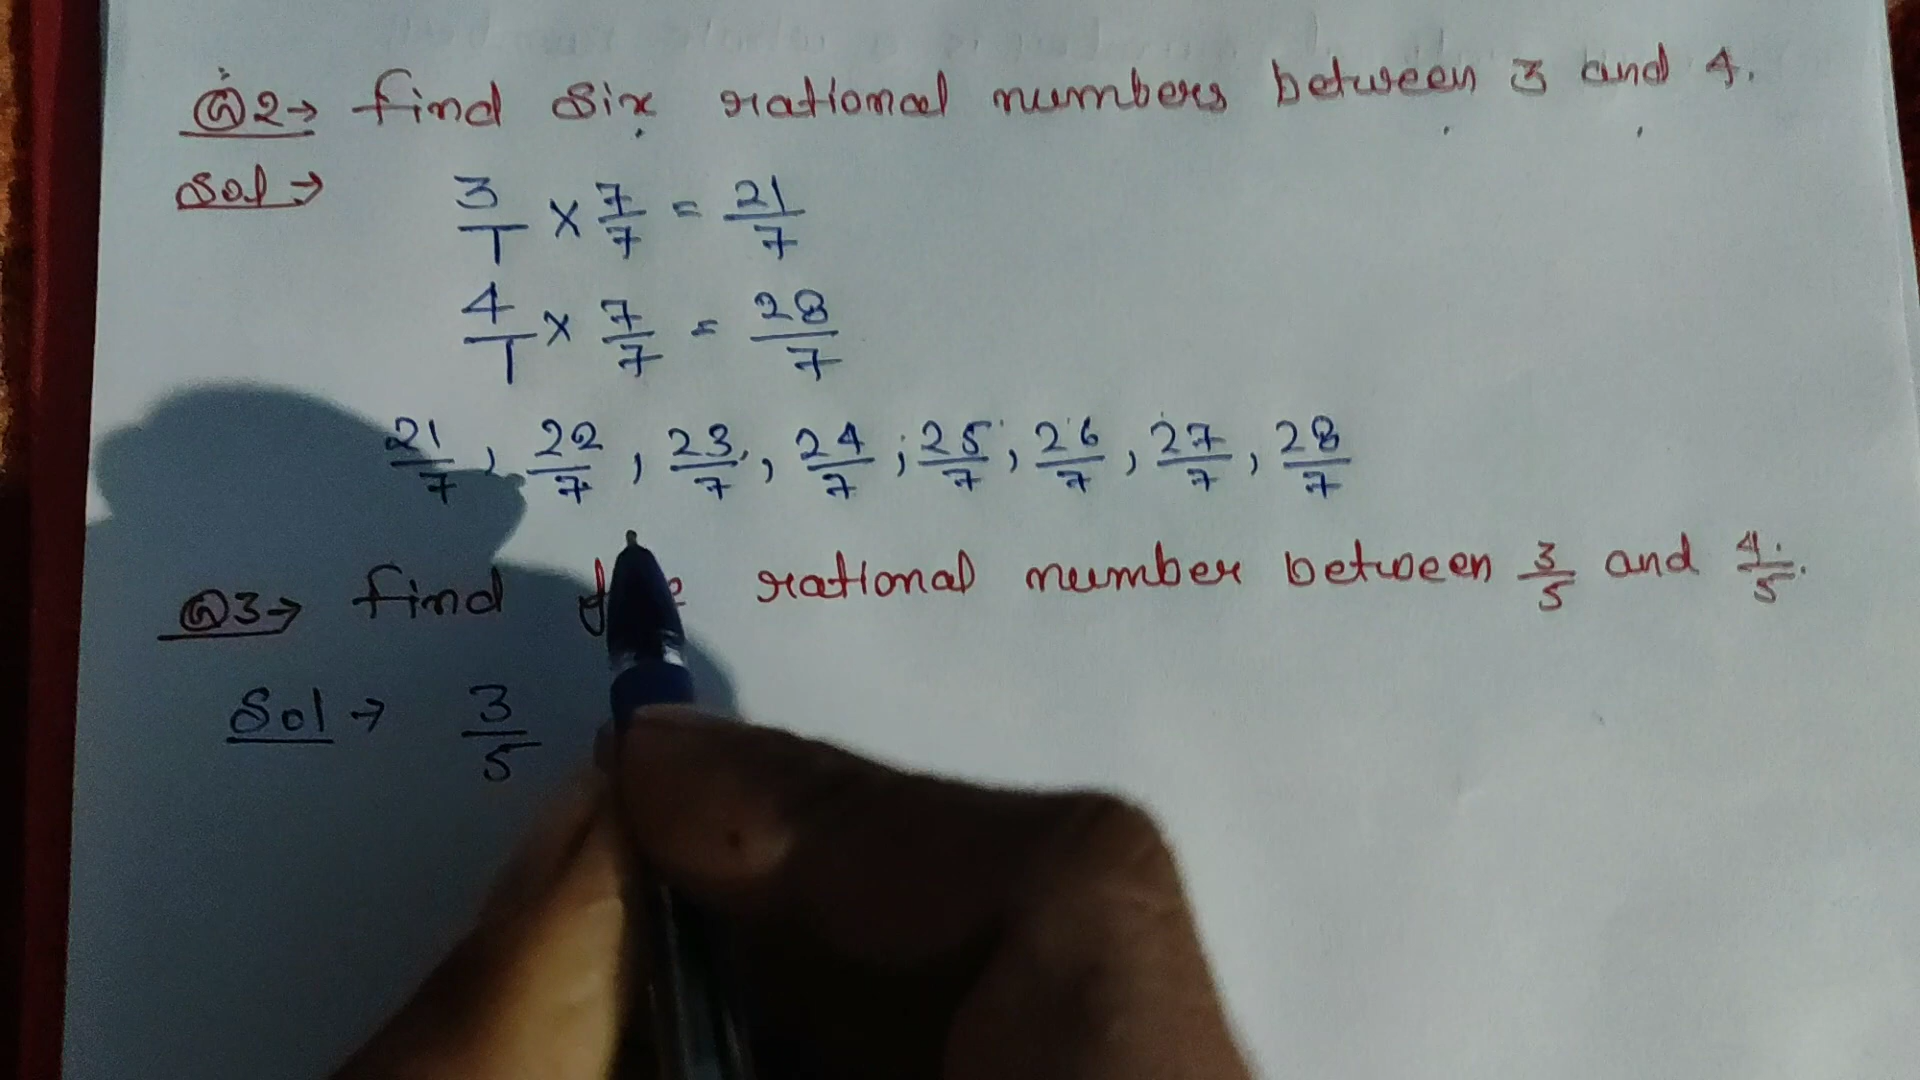 Q2→ find six rational numbers between 3 and 4.
Sol→ 3/1 × 7/7 = 21/7
4/1 × 7/7 = 28/7
21/7, 22/7, 23/7, 24/7, 25/7, 26/7, 27/7, 28/7
Q3→ find rational number between 3/5 and 4/5.
Sol→ 3/5